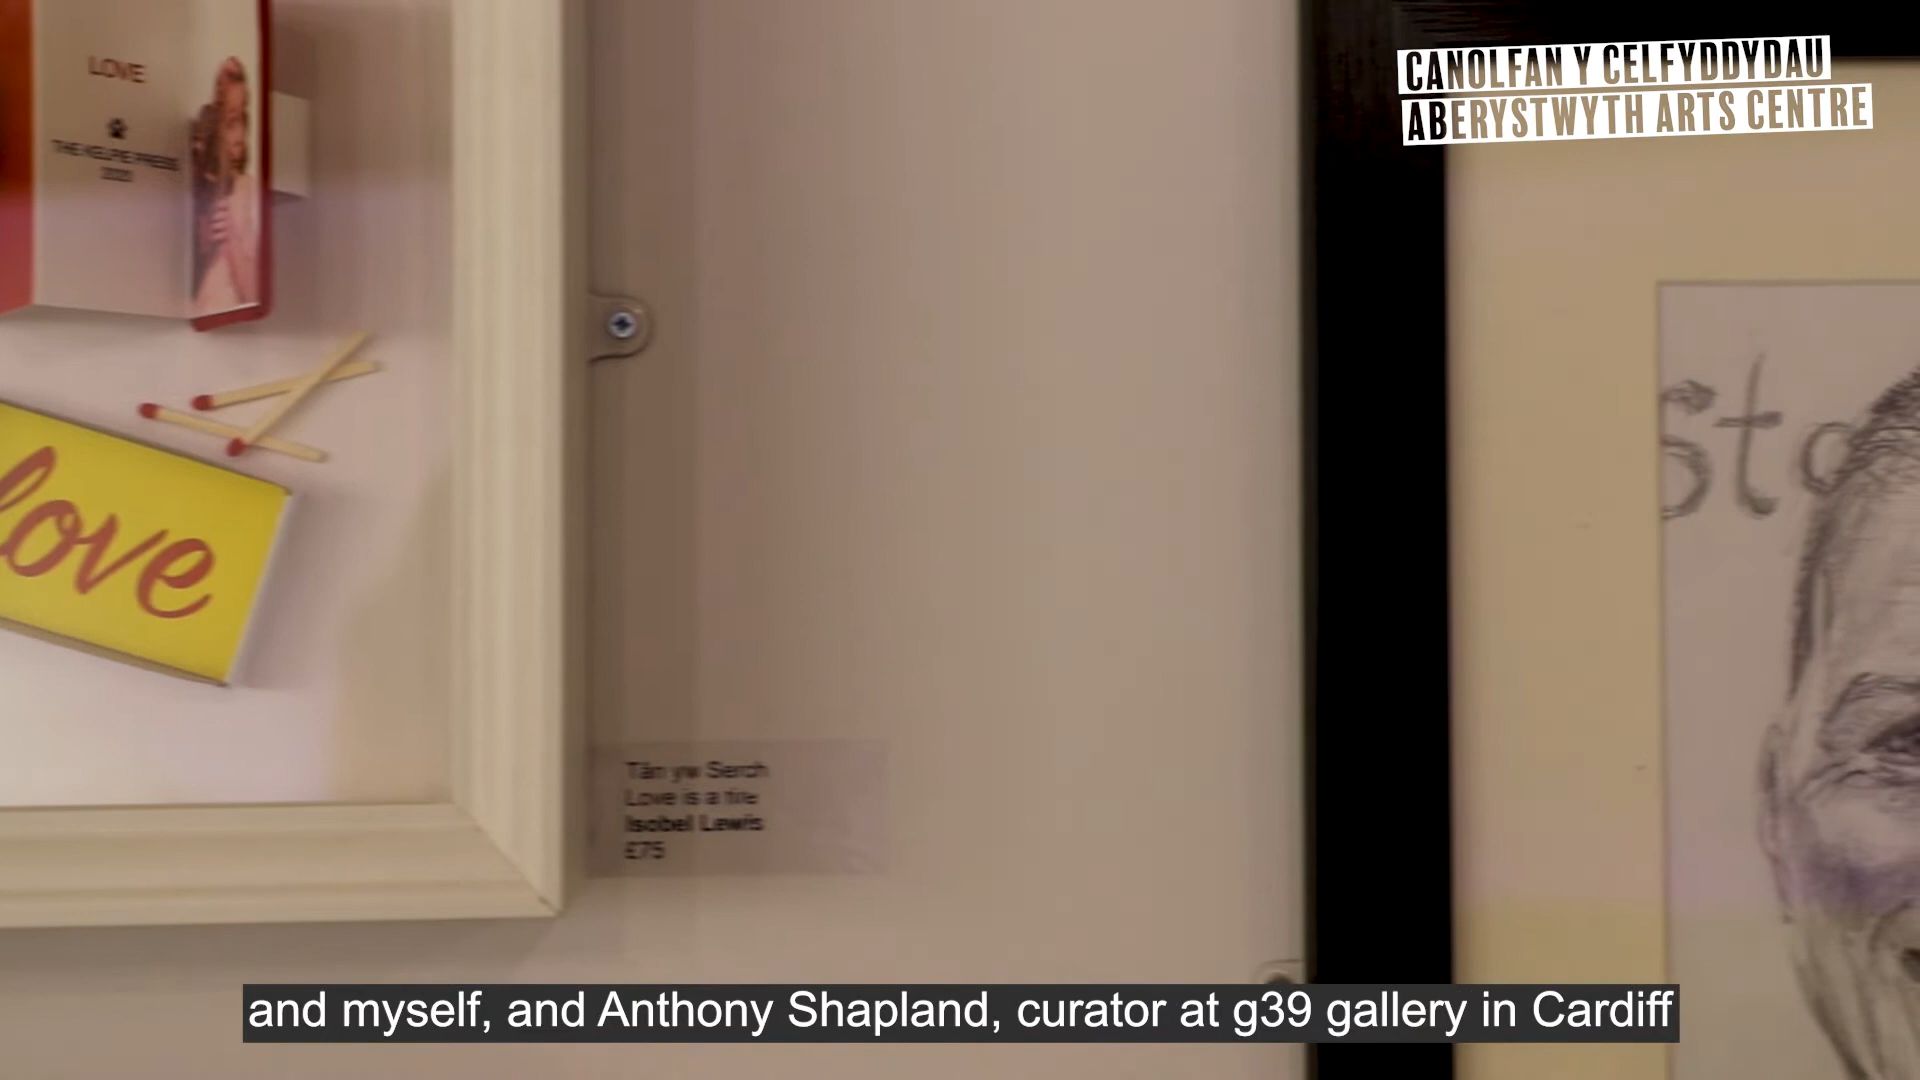 CANOLFAN Y CELFYDDYDAU
ABERYSTWYTH ARTS CENTRE
LOVE
THE KELPIE PRESS
love
Sta
Tân yw Serch
Love is a fire
Isobel Lewis
£75
and myself, and Anthony Shapland, curator at g39 gallery in Cardiff